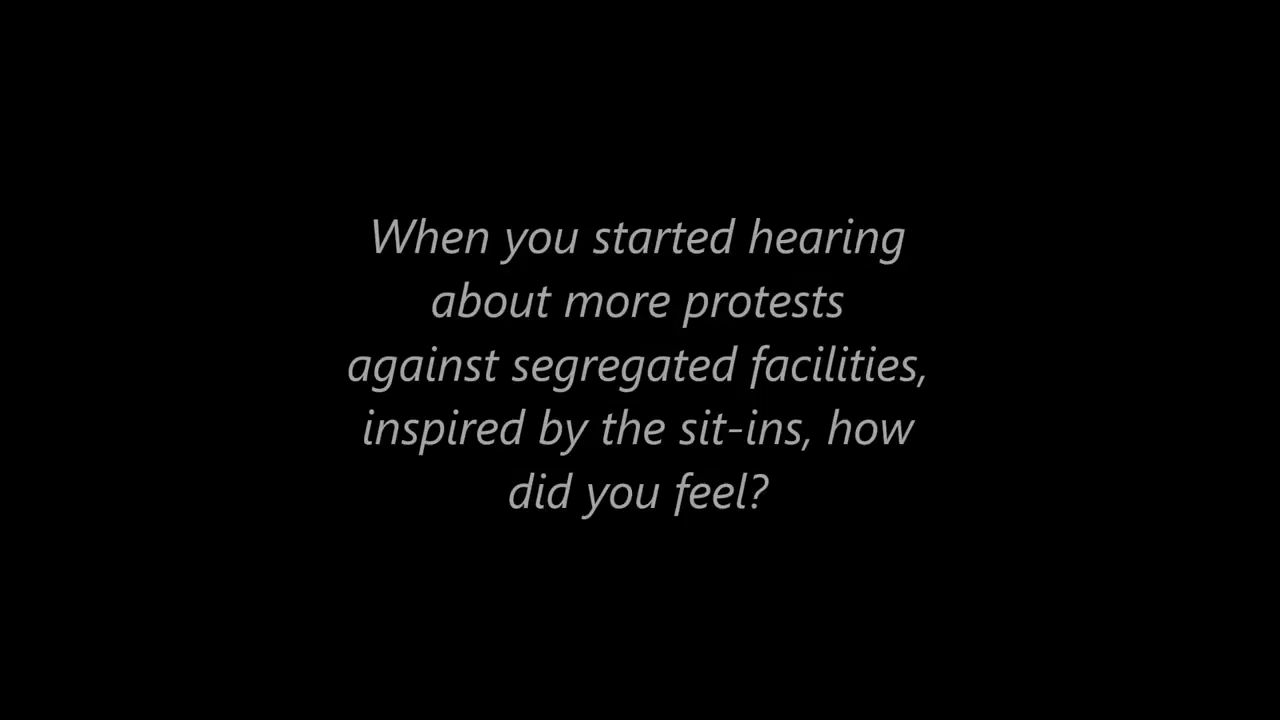 When you started hearing
about more protests
against segregated facilities,
inspired by the sit-ins, how
did you feel?